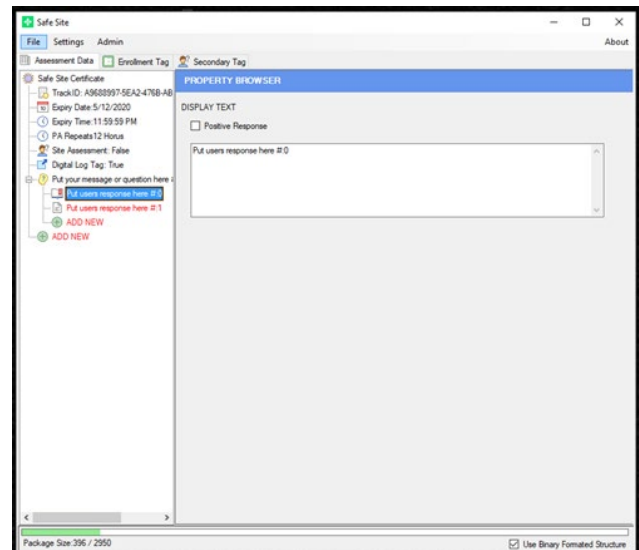 Safe Site
File Settings Admin About
Assessment Data Enrollment Tag Secondary Tag
Safe Site Certificate
TrackID: A9688997-5EA2-476B-AB
Expiry Date:5/12/2020
Expiry Time:11:59:59 PM
PA Repeats12 Horus
Site Assessment: False
Digital Log Tag: True
Put your message or question here
Put users response here #:0
Put users response here #:1
ADD NEW
ADD NEW
PROPERTY BROWSER
DISPLAY TEXT
Positive Response
Put users response here #:0
Package Size:396 / 2950
Use Binary Formated Structure